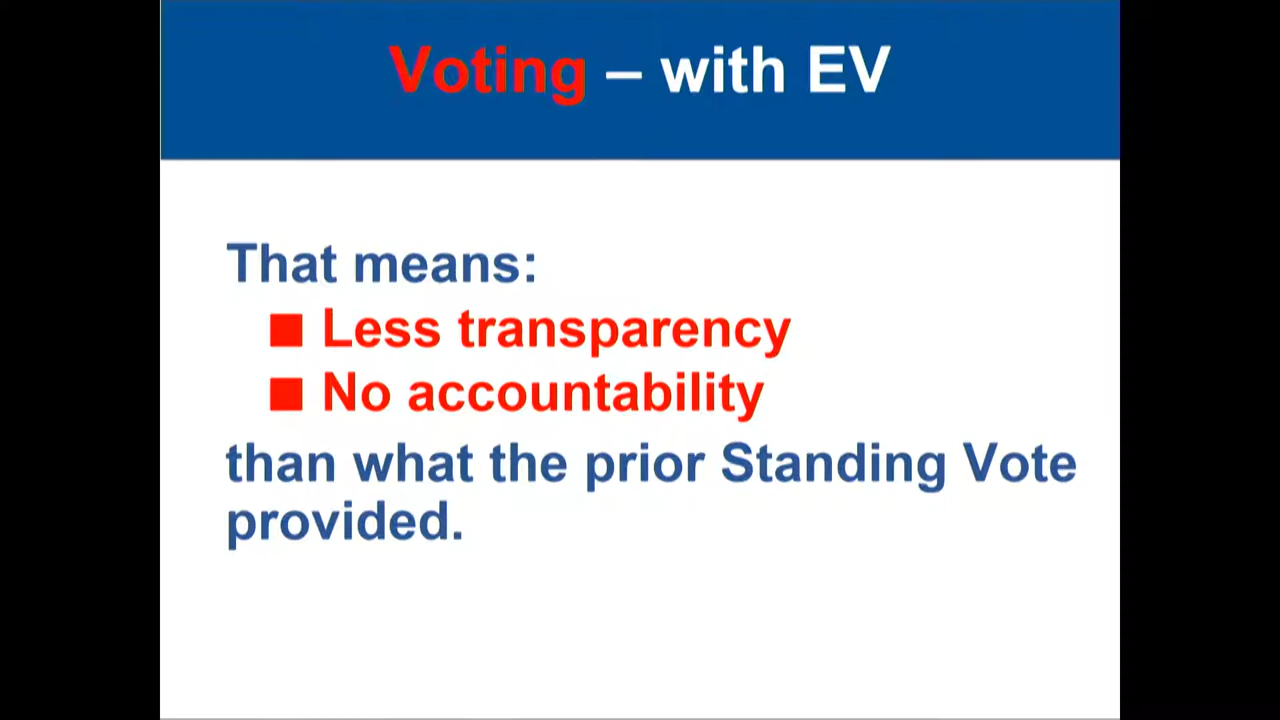 Voting – with EV
That means:
■ Less transparency
■ No accountability
than what the prior Standing Vote
provided.